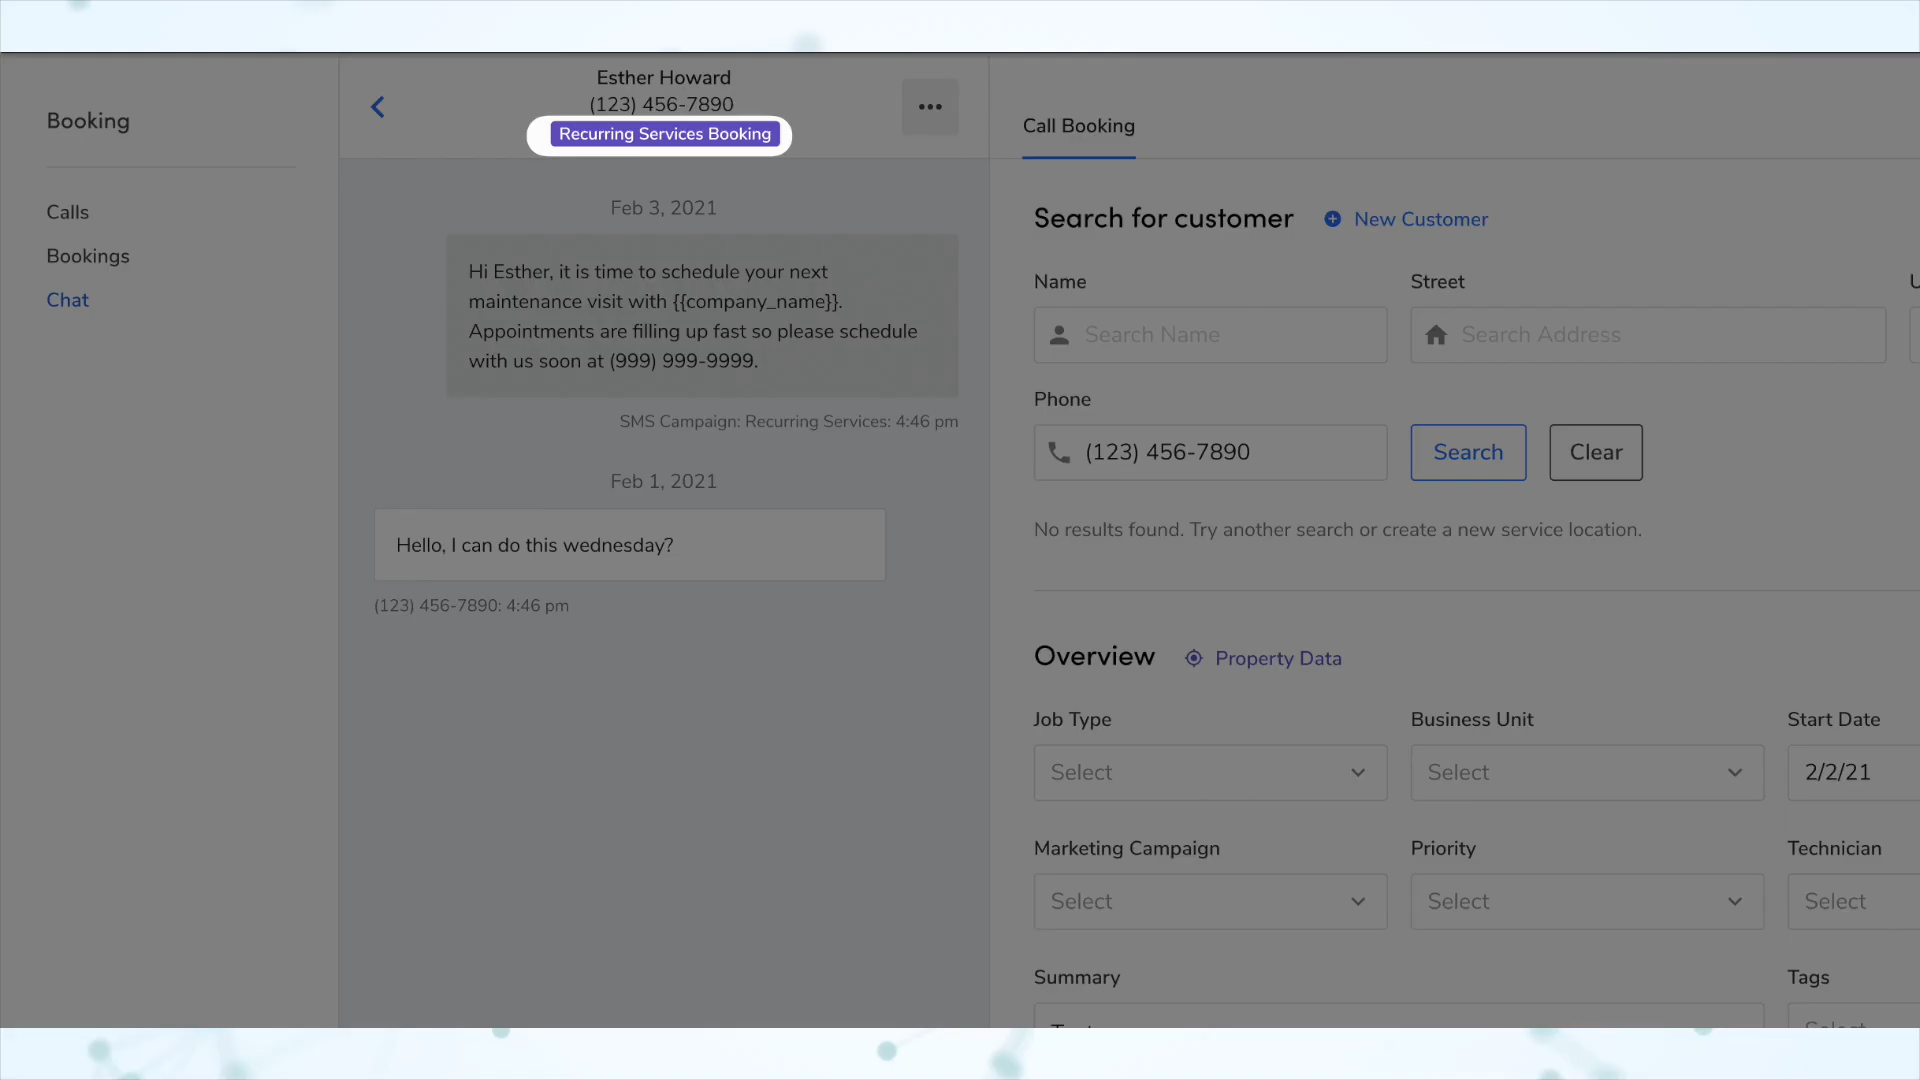 Booking
Calls
Bookings
Chat
Esther Howard
(123) 456-7890
Recurring Services Booking
Feb 3, 2021
Hi Esther, it is time to schedule your next
maintenance visit with {{company_name}}.
Appointments are filling up fast so please schedule
with us soon at (999) 999-9999.
SMS Campaign: Recurring Services: 4:46 pm
Feb 1, 2021
Hello, I can do this wednesday?
(123) 456-7890: 4:46 pm
Call Booking
Search for customer
New Customer
Name
Street
Search Name
Search Address
Phone
(123) 456-7890
Search
Clear
No results found. Try another search or create a new service location.
Overview
Property Data
Job Type
Business Unit
Start Date
Select
Select
2/2/21
Marketing Campaign
Priority
Technician
Select
Select
Select
Summary
Tags